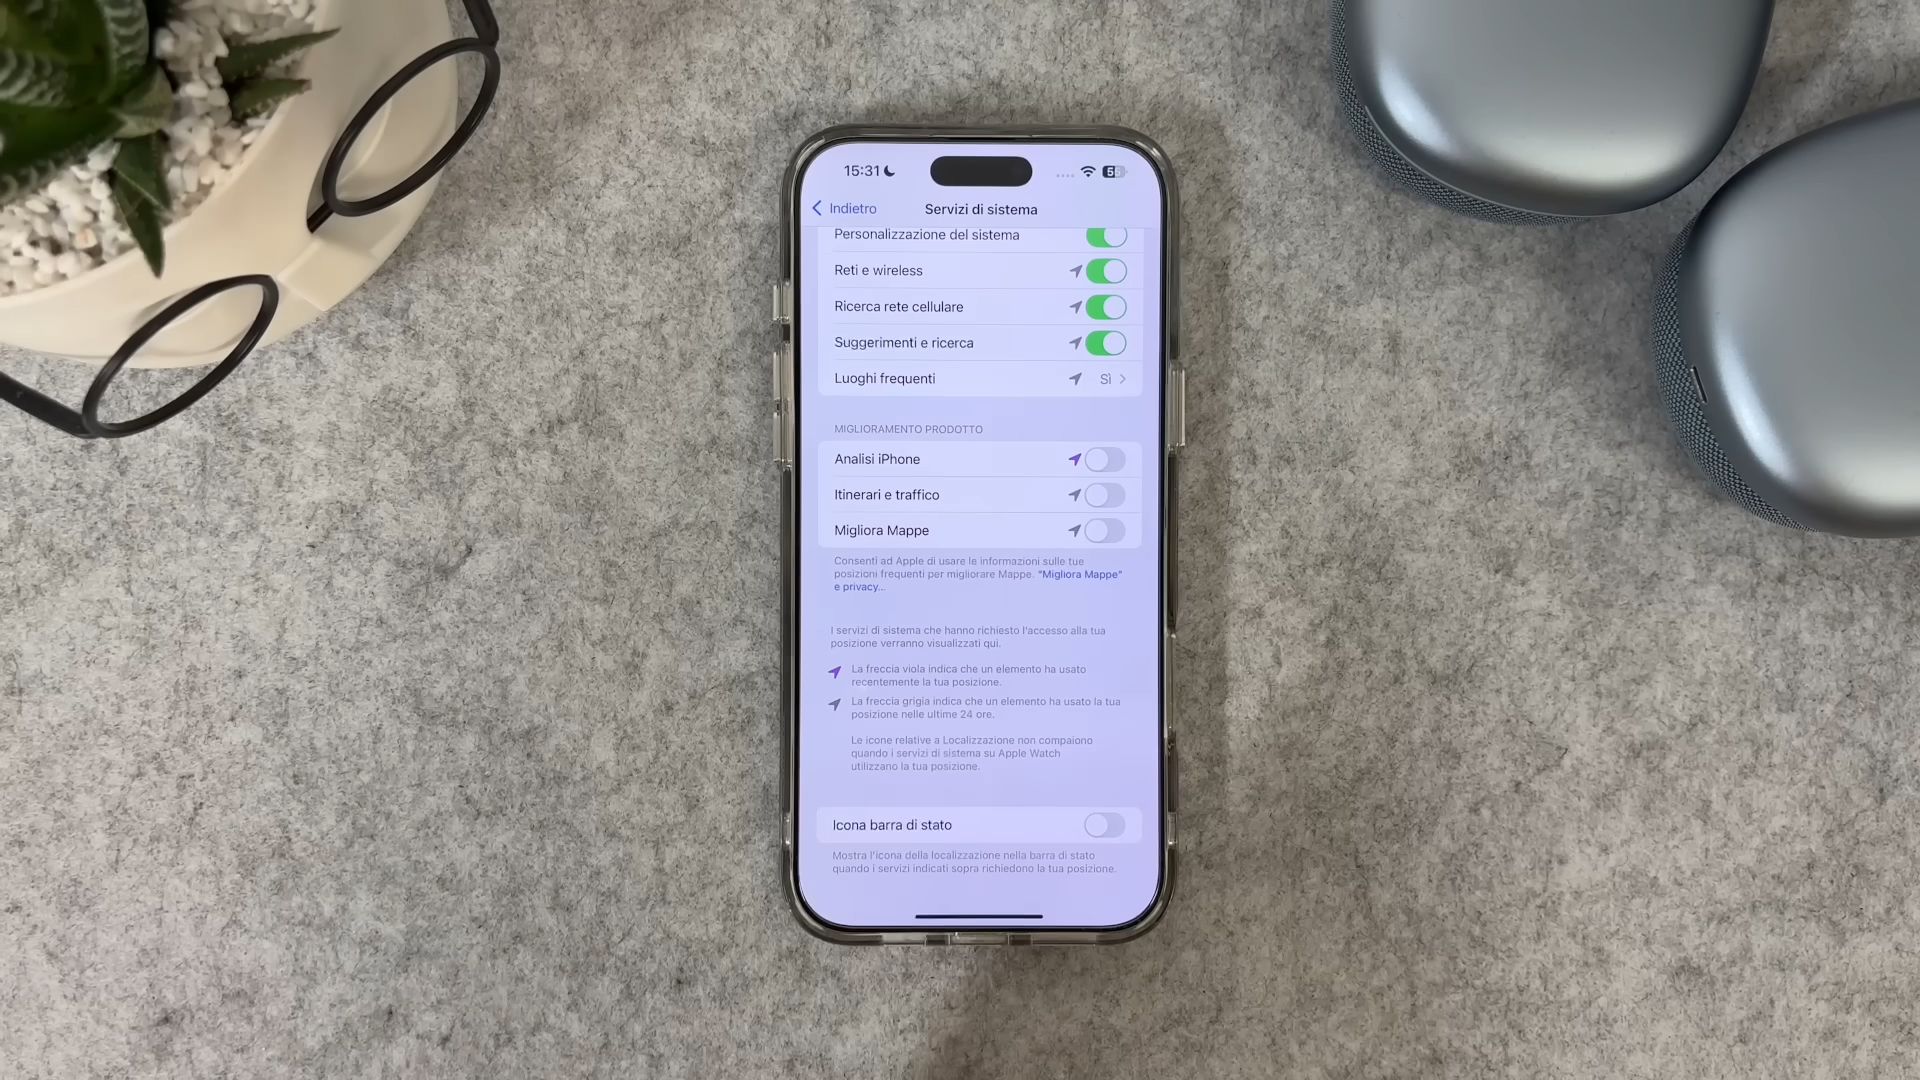 15:31
Indietro
Servizi di sistema
Personalizzazione del sistema
Reti e wireless
Ricerca rete cellulare
Suggerimenti e ricerca
Luoghi frequenti
Sì
MIGLIORAMENTO PRODOTTO
Analisi iPhone
Itinerari e traffico
Migliora Mappe
Consenti ad Apple di usare le informazioni sulle tue
posizioni frequenti per migliorare Mappe. "Migliora Mappe"
e privacy...
I servizi di sistema che hanno richiesto l'accesso alla tua
posizione verranno visualizzati qui.
La freccia viola indica che un elemento ha usato
recentemente la tua posizione.
La freccia grigia indica che un elemento ha usato la tua
posizione nelle ultime 24 ore.
Le icone relative a Localizzazione non compaiono
quando i servizi di sistema su Apple Watch
utilizzano la tua posizione.
Icona barra di stato
Mostra l'icona della localizzazione nella barra di stato
quando i servizi indicati sopra richiedono la tua posizione.